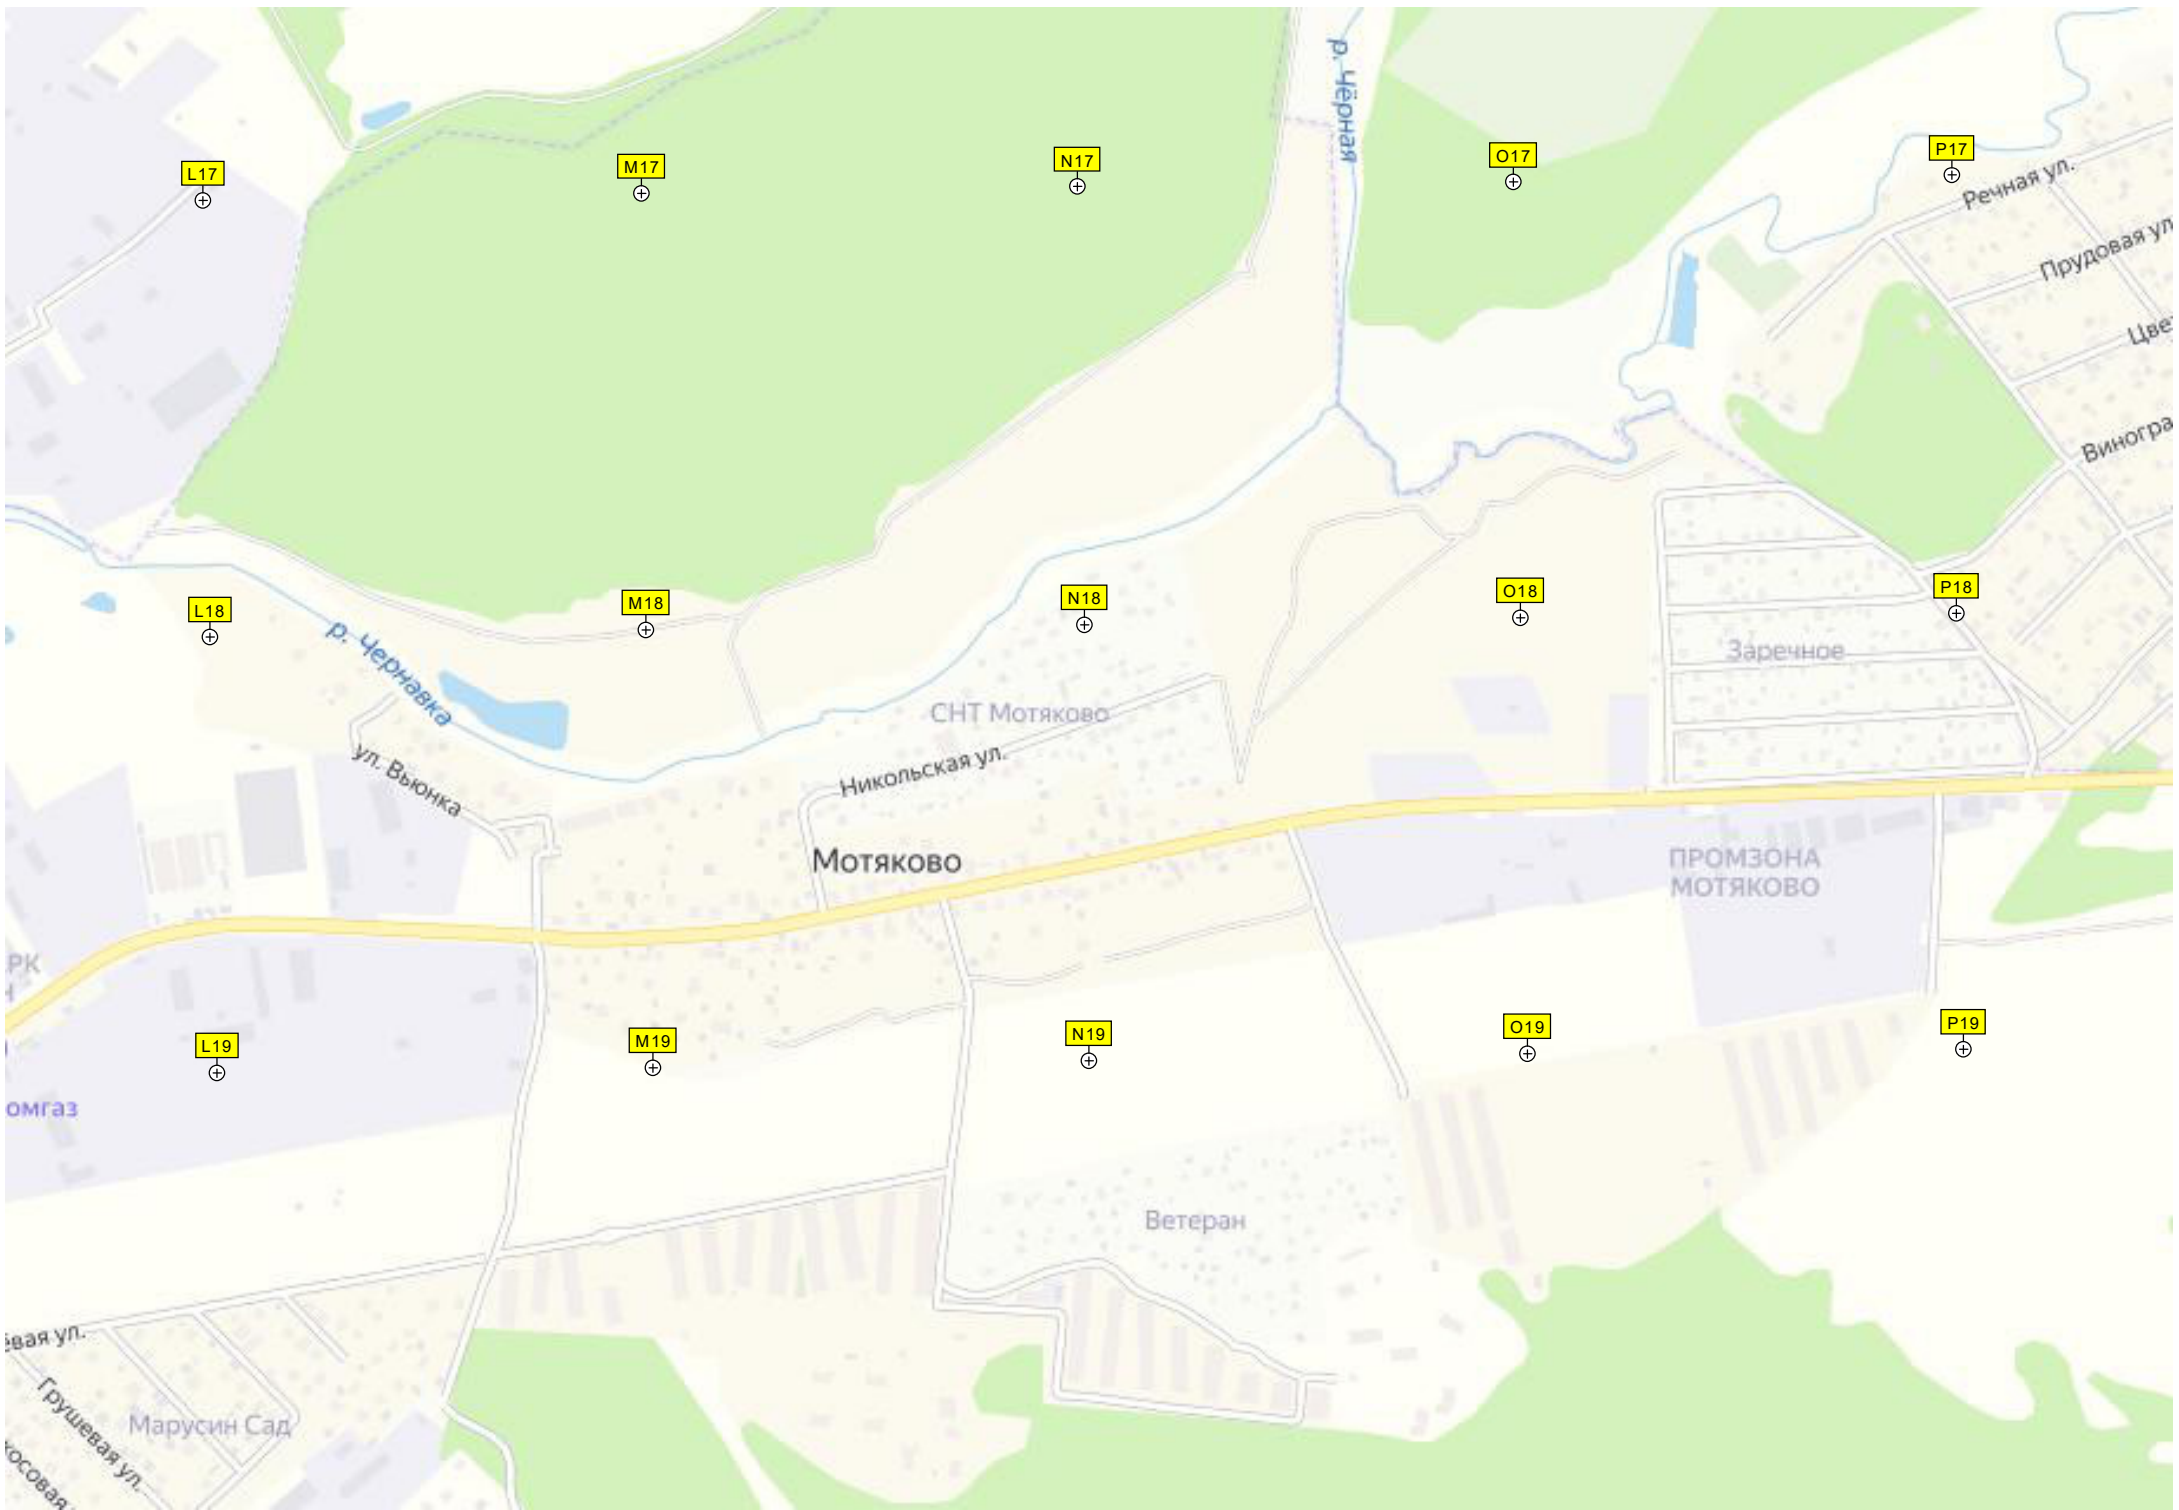 р. Чёрная
L17
M17
N17
O17
P17
Речная ул.
Прудовая ул
Виногра
L18
M18
N18
O18
P18
р. Чернавка
Заречное
СНТ Мотяково
ул. Вьюнка
Никольская ул.
Мотяково
ПРОМЗОНА
МОТЯКОВО
РК
L19
M19
N19
O19
P19
омгаз
Ветеран
евая ул.
Грушевая ул.
Марусин Сад
косовая